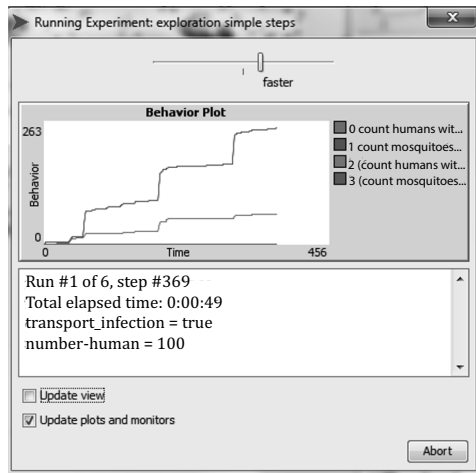 Running Experiment: exploration simple steps
x
faster
Behavior Plot
263
Behavior
0
0
Time
456
0 count humans wit...
1 count mosquitoes...
2 (count humans wit...
3 (count mosquitoes...
Run #1 of 6, step #369
Total elapsed time: 0:00:49
transport_infection = true
number-human = 100
Update view
Update plots and monitors
Abort